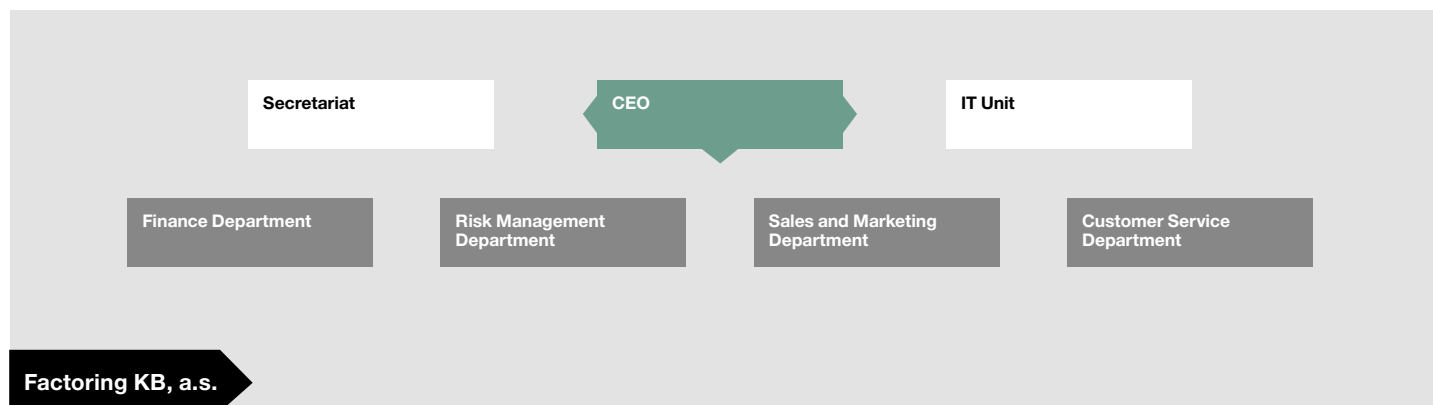 Secretariat
CEO
IT Unit
Finance Department
Risk Management
Department
Sales and Marketing
Department
Customer Service
Department
Factoring KB, a.s.